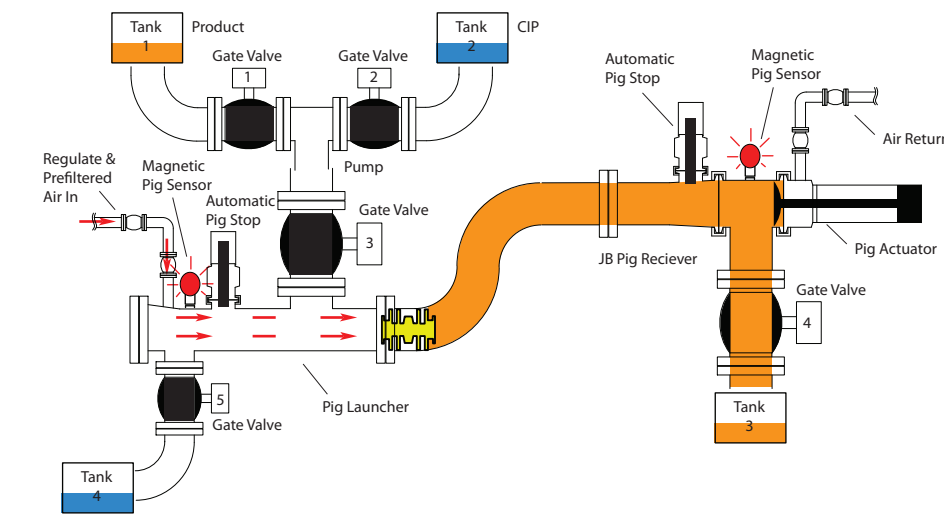 Tank
1
Product
Gate Valve
1
Gate Valve
2
Tank
2
CIP
Pump
Automatic
Pig Stop
Magnetic
Pig Sensor
Air Return
Regulate &
Prefiltered
Air In
Magnetic
Pig Sensor
Automatic
Pig Stop
Gate Valve
3
JB Pig Reciever
Pig Actuator
Gate Valve
4
Pig Launcher
5
Gate Valve
Tank
3
Tank
4